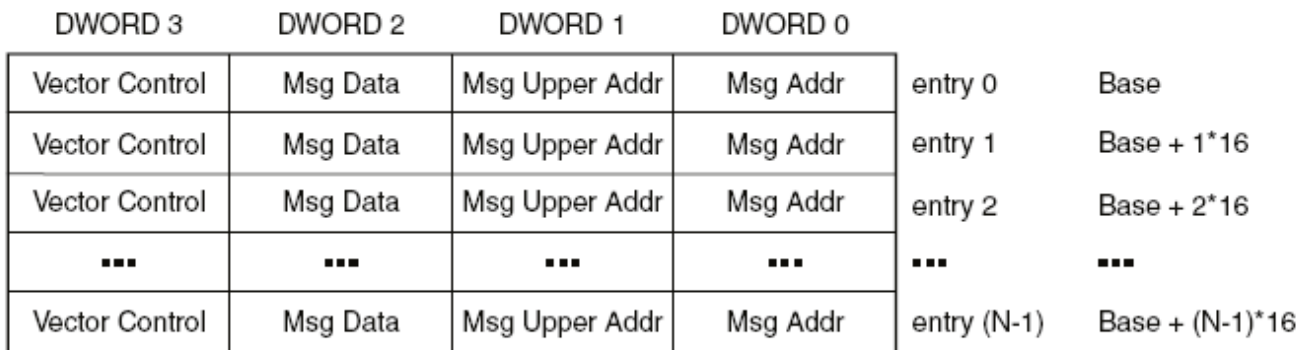 DWORD 3 DWORD 2 DWORD 1 DWORD 0
Vector Control Msg Data Msg Upper Addr Msg Addr entry 0 Base
Vector Control Msg Data Msg Upper Addr Msg Addr entry 1 Base + 1*16
Vector Control Msg Data Msg Upper Addr Msg Addr entry 2 Base + 2*16
... ... ... ... ... ...
Vector Control Msg Data Msg Upper Addr Msg Addr entry (N-1) Base + (N-1)*16